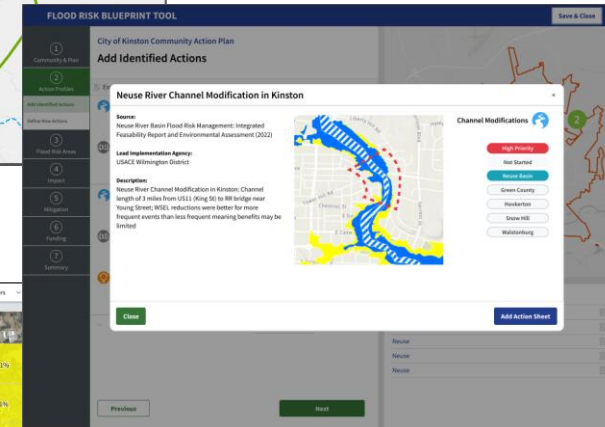 FLOOD RISK BLUEPRINT TOOL
Save & Close
1
Community & Plan
2
Action Profiles
Add Identified Actions
Define New Actions
3
Flood Risk Areas
4
Impact
5
Mitigation
6
Funding
7
Summary
City of Kinston Community Action Plan
Add Identified Actions
Neuse River Channel Modification in Kinston
×
Source:
Neuse River Basin Flood Risk Management: Integrated
Feasability Report and Environmental Assessment (2022)
Lead Implementation Agency:
USACE Wilmington District
Description:
Neuse River Channel Modification in Kinston: Channel
length of 3 miles from US11 (King St) to RR bridge near
Young Street; WSEL reductions were better for more
frequent events than less frequent meaning benefits may be
limited
Channel Modifications
High Priority
Not Started
Neuse Basin
Green County
Hookerton
Snow Hill
Walstonburg
Close
Add Action Sheet
2
Neuse
Neuse
Neuse
Previous
Next
1%